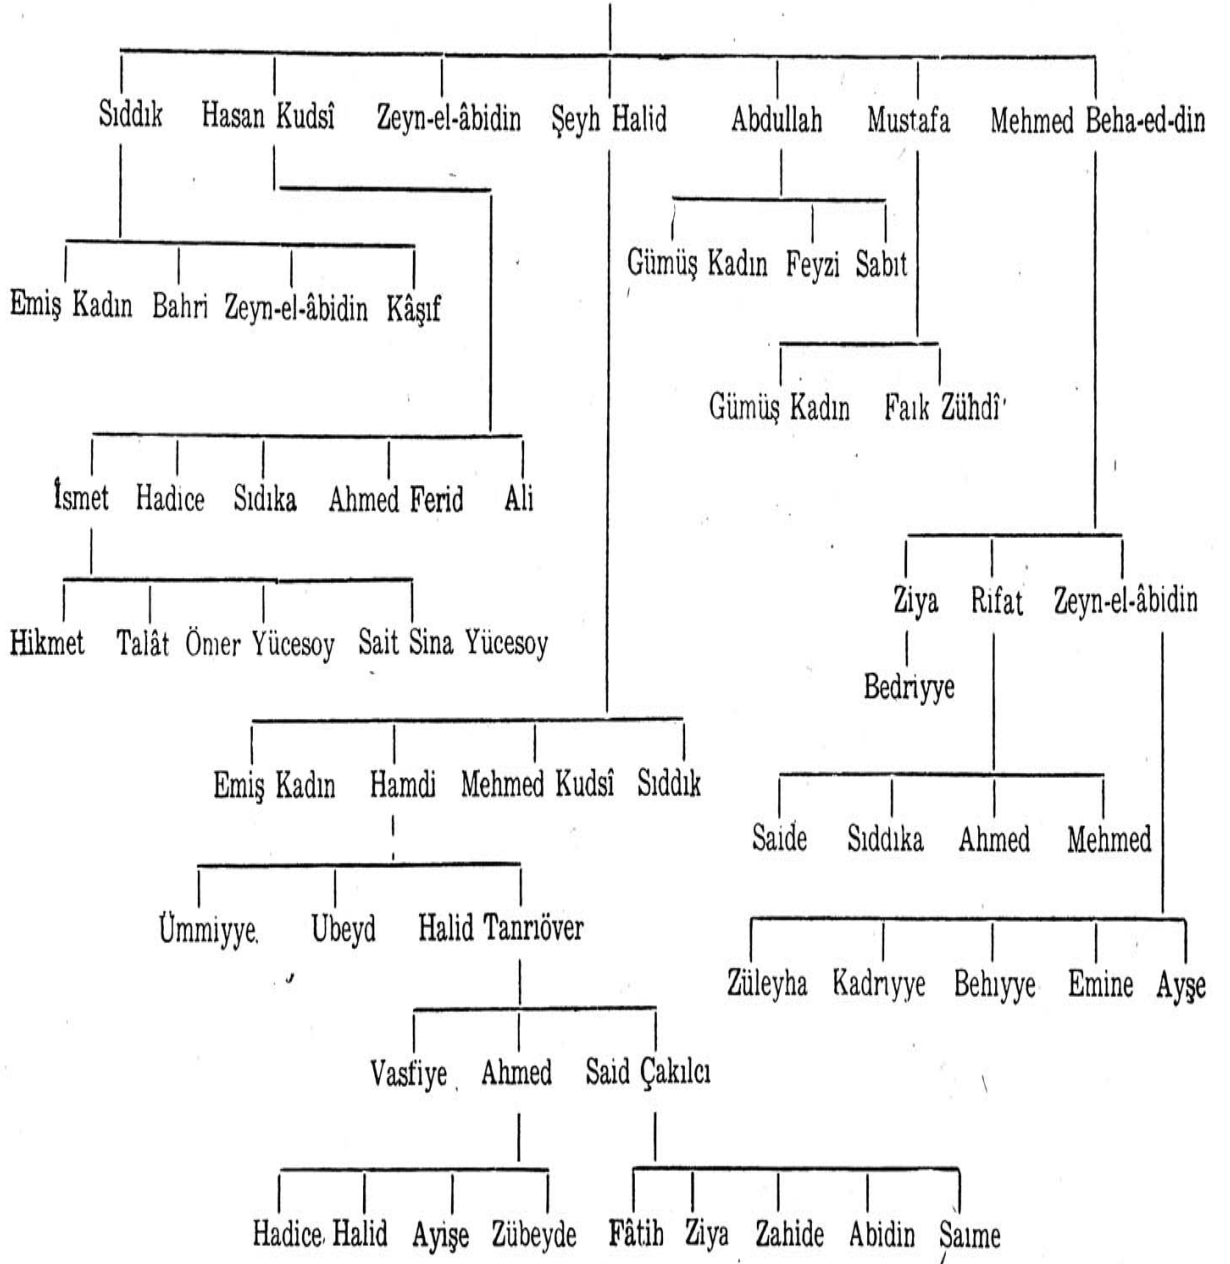 Sıddık Hasan Kudsî Zeyn-el-âbidin Şeyh Halid Abdullah Mustafa Mehmed Beha-ed-din
Gümüş Kadın Feyzi Sabıt
Emiş Kadın Bahri Zeyn-el-âbidin Kâşıf
Gümüş Kadın Faık Zühdî
İsmet Hadice Sıdıka Ahmed Ferid Ali
Ziya Rıfat Zeyn-el-âbidin
Hikmet Talât Ömer Yücesoy Sait Sina Yücesoy
Bedriyye
Emiş Kadın Hamdi Mehmed Kudsî Sıddık
Saide Sıddıka Ahmed Mehmed
Ümmiyye Ubeyd Halid Tanrıöver
Züleyha Kadrıyye Behıyye Emine Ayşe
Vasfiye Ahmed Said Çakılcı
Hadice Halid Ayişe Zübeyde Fâtih Ziya Zahide Abidin Saıme